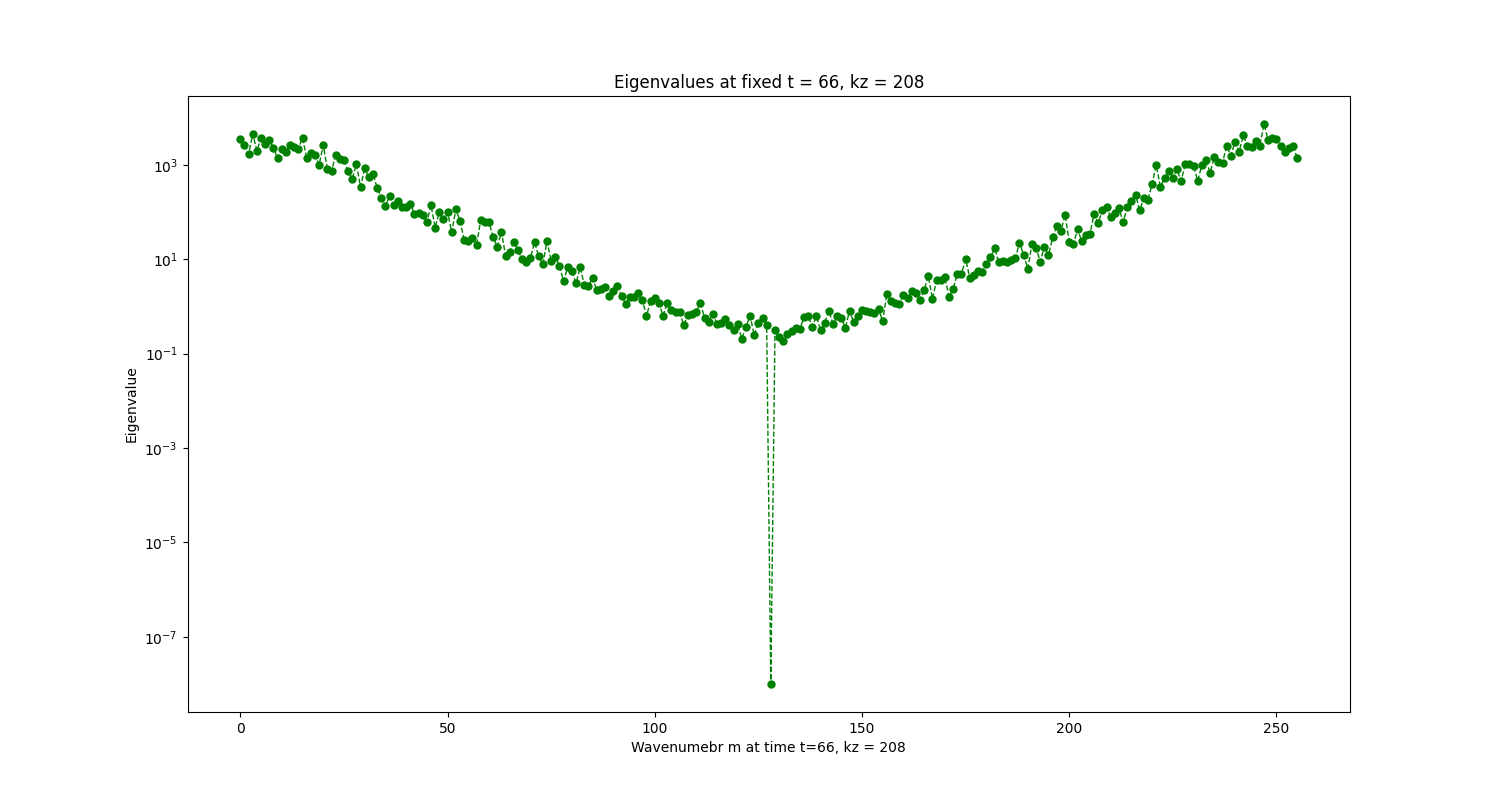 Eigenvalues at fixed t = 66, kz = 208
10³
10¹
10⁻¹
10⁻³
10⁻⁵
10⁻⁷
Eigenvalue
0 50 100 150 200 250
Wavenumebr m at time t=66, kz = 208